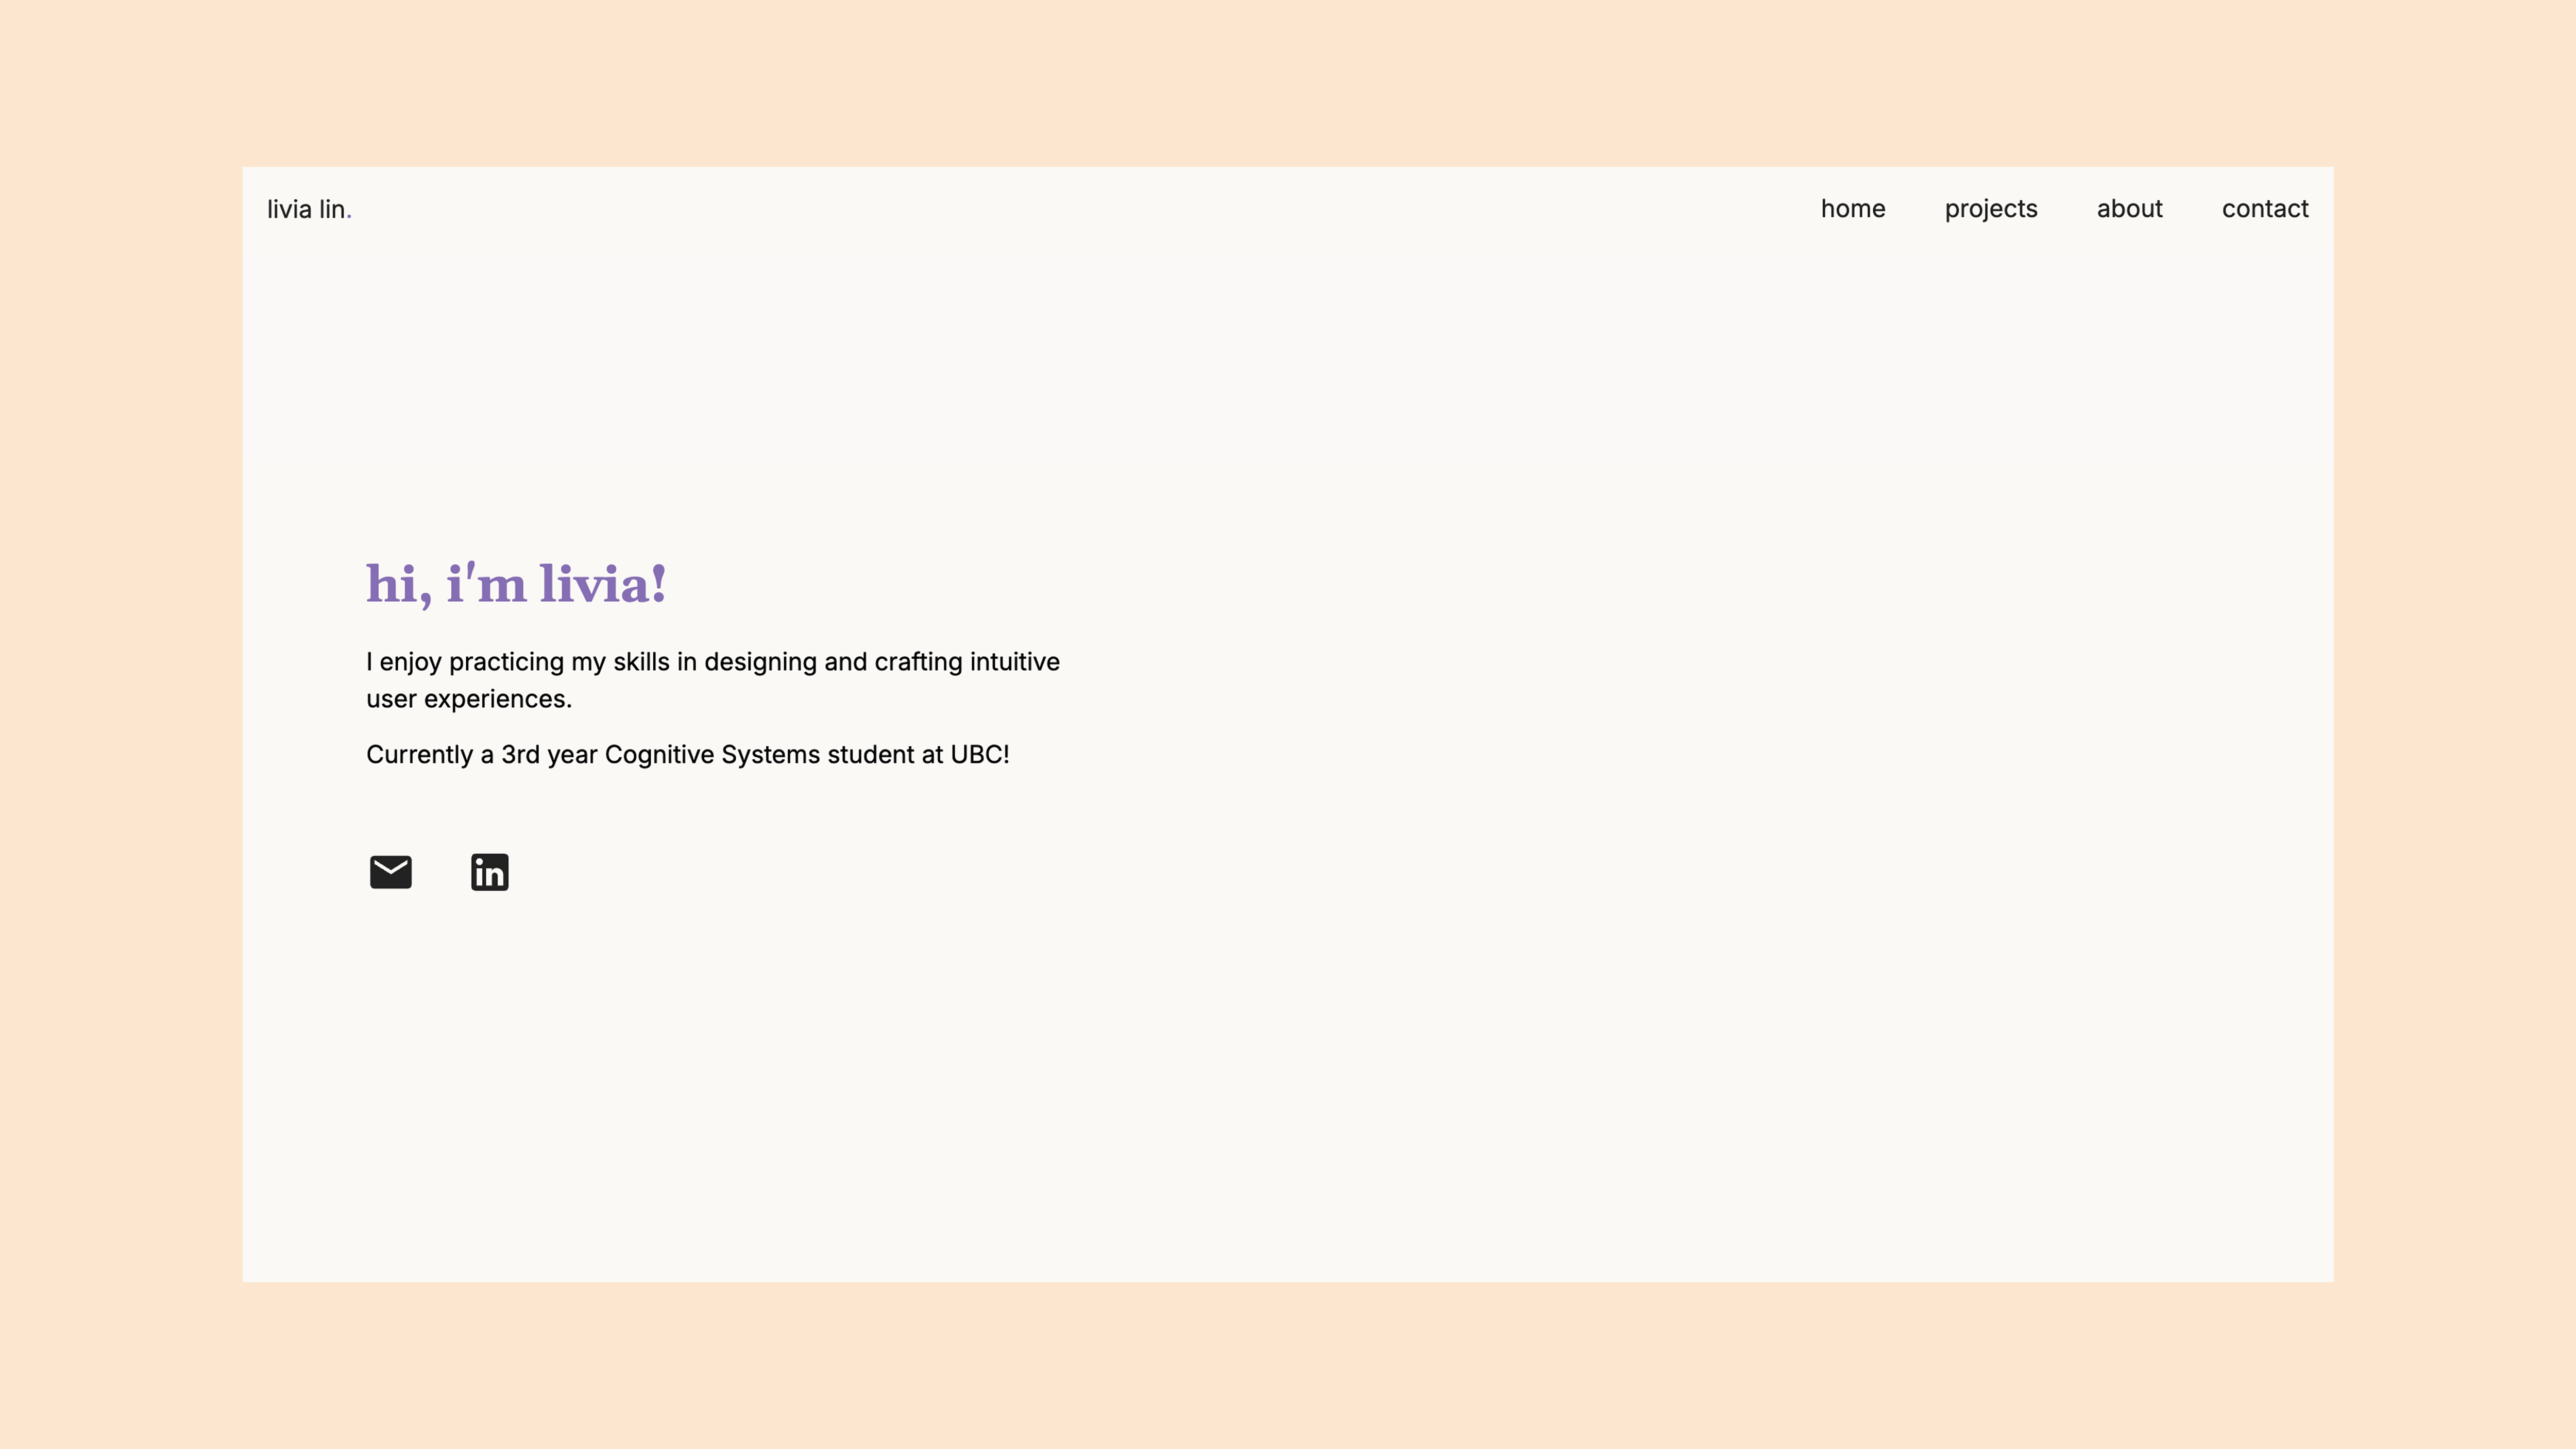 livia lin.
home projects about contact
hi, i'm livia!
I enjoy practicing my skills in designing and crafting intuitive
user experiences.
Currently a 3rd year Cognitive Systems student at UBC!
in